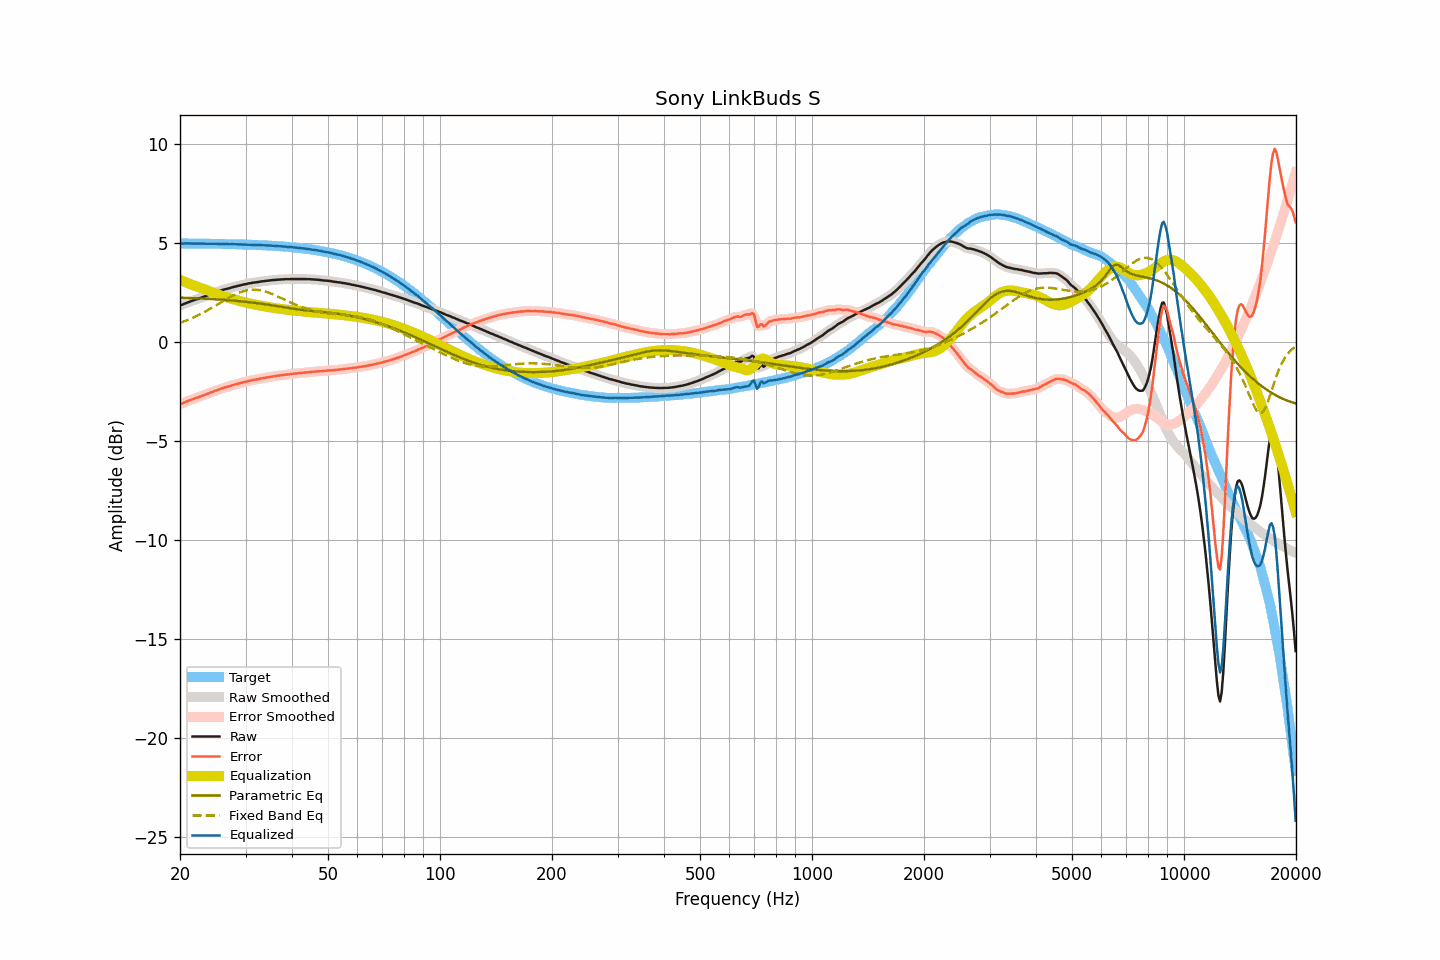 Sony LinkBuds S
10
5
0
−5
−10
−15
−20
−25
Amplitude (dBr)
Target
Raw Smoothed
Error Smoothed
Raw
Error
Equalization
Parametric Eq
Fixed Band Eq
Equalized
20 50 100 200 500 1000 2000 5000 10000 20000
Frequency (Hz)